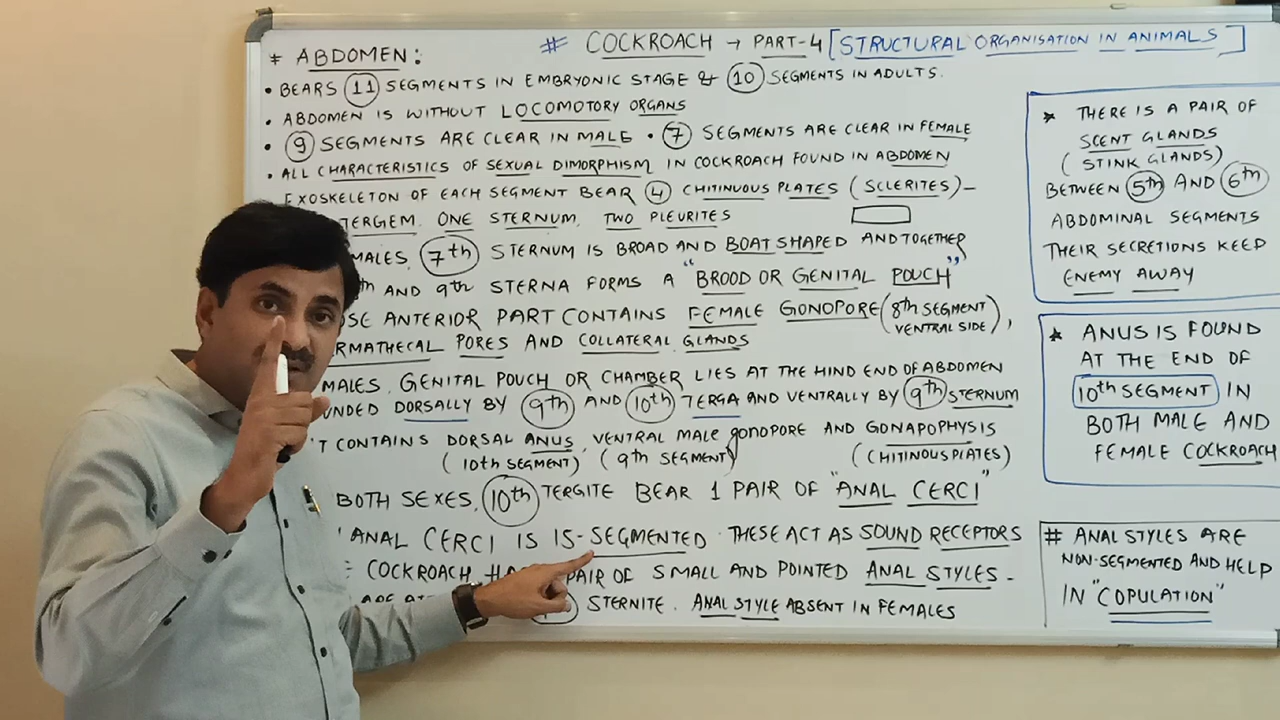 # COCKROACH → PART-4 [STRUCTURAL ORGANISATION IN ANIMALS]
* ABDOMEN:
• BEARS 11 SEGMENTS IN EMBRYONIC STAGE & 10 SEGMENTS IN ADULTS.
• ABDOMEN IS WITHOUT LOCOMOTORY ORGANS
• 9 SEGMENTS ARE CLEAR IN MALE • 7 SEGMENTS ARE CLEAR IN FEMALE
• ALL CHARACTERISTICS OF SEXUAL DIMORPHISM IN COCKROACH FOUND IN ABDOMEN
EXOSKELETON OF EACH SEGMENT BEAR 4 CHITINUOUS PLATES (SCLERITES) –
TERGEM, ONE STERNUM, TWO PLEURITES
MALES, 7th STERNUM IS BROAD AND BOAT SHAPED AND TOGETHER
AND 9th STERNA FORMS A "BROOD OR GENITAL POUCH"
ANTERIOR PART CONTAINS FEMALE GONOPORE (8th SEGMENT VENTRAL SIDE),
PORES AND COLLATERAL GLANDS
MALES, GENITAL POUCH OR CHAMBER LIES AT THE HIND END OF ABDOMEN
DORSALLY BY 9th AND 10th TERGA AND VENTRALLY BY 9th STERNUM
CONTAINS DORSAL ANUS, VENTRAL MALE gONOPORE AND GONAPOPHYSIS
(10th SEGMENT) (9th SEGMENT) (CHITINOUS PLATES)
BOTH SEXES, 10th TERGITE BEAR 1 PAIR OF "ANAL CERCI"
ANAL CERCI IS 15-SEGMENTED. THESE ACT AS SOUND RECEPTORS
COCKROACH PAIR OF SMALL AND POINTED ANAL STYLES –
STERNITE. ANAL STYLE ABSENT IN FEMALES
* THERE IS A PAIR OF
SCENT GLANDS
(STINK GLANDS)
BETWEEN 5th AND 6th
ABDOMINAL SEGMENTS
THEIR SECRETIONS KEEP
ENEMY AWAY
* ANUS IS FOUND
AT THE END OF
10th SEGMENT IN
BOTH MALE AND
FEMALE COCKROACH
# ANAL STYLES ARE
NON-SEGMENTED AND HELP
IN "COPULATION"